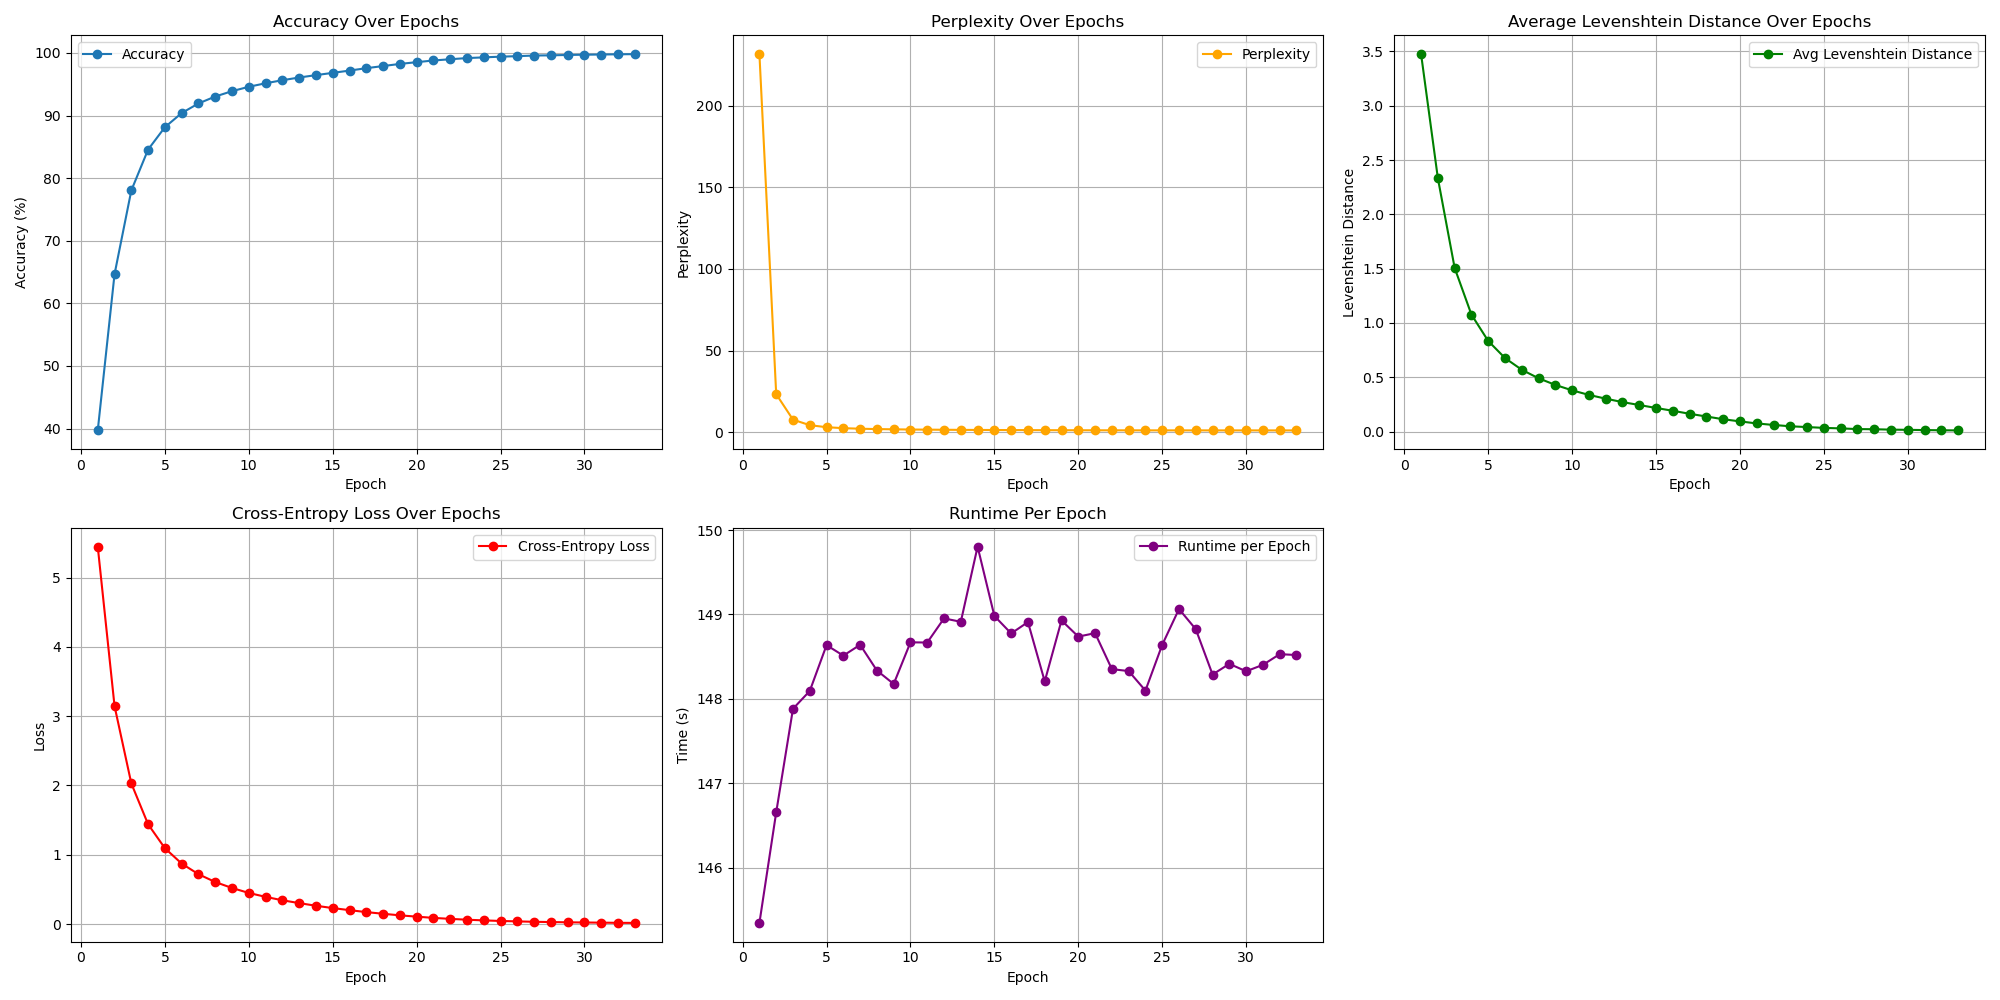 Accuracy Over Epochs
Accuracy
Accuracy (%)
100
90
80
70
60
50
40
0 5 10 15 20 25 30
Epoch
Perplexity Over Epochs
Perplexity
Perplexity
200
150
100
50
0
0 5 10 15 20 25 30
Epoch
Average Levenshtein Distance Over Epochs
Avg Levenshtein Distance
Levenshtein Distance
3.5
3.0
2.5
2.0
1.5
1.0
0.5
0.0
0 5 10 15 20 25 30
Epoch
Cross-Entropy Loss Over Epochs
Cross-Entropy Loss
Loss
5
4
3
2
1
0
0 5 10 15 20 25 30
Epoch
Runtime Per Epoch
Runtime per Epoch
Time (s)
150
149
148
147
146
0 5 10 15 20 25 30
Epoch